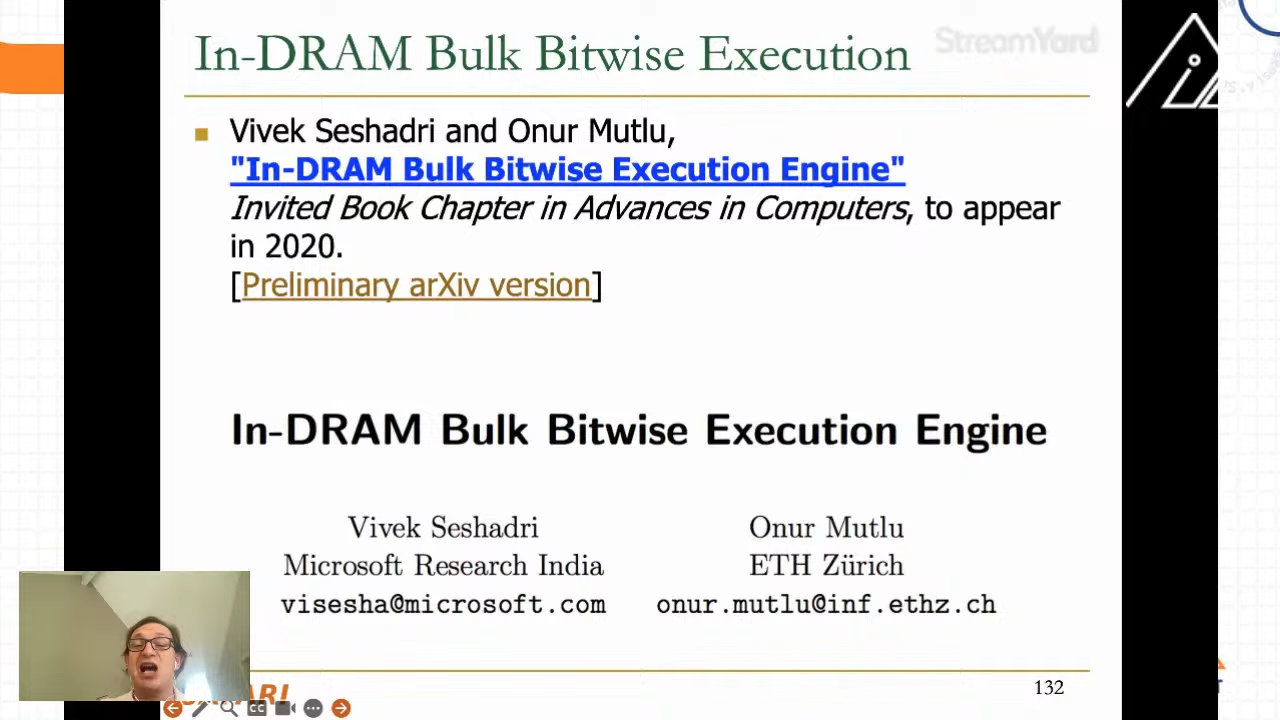 In-DRAM Bulk Bitwise Execution
StreamYard
Vivek Seshadri and Onur Mutlu,
"In-DRAM Bulk Bitwise Execution Engine"
Invited Book Chapter in Advances in Computers, to appear
in 2020.
[Preliminary arXiv version]
In-DRAM Bulk Bitwise Execution Engine
Vivek Seshadri Onur Mutlu
Microsoft Research India ETH Zürich
visesha@microsoft.com onur.mutlu@inf.ethz.ch
132
CC